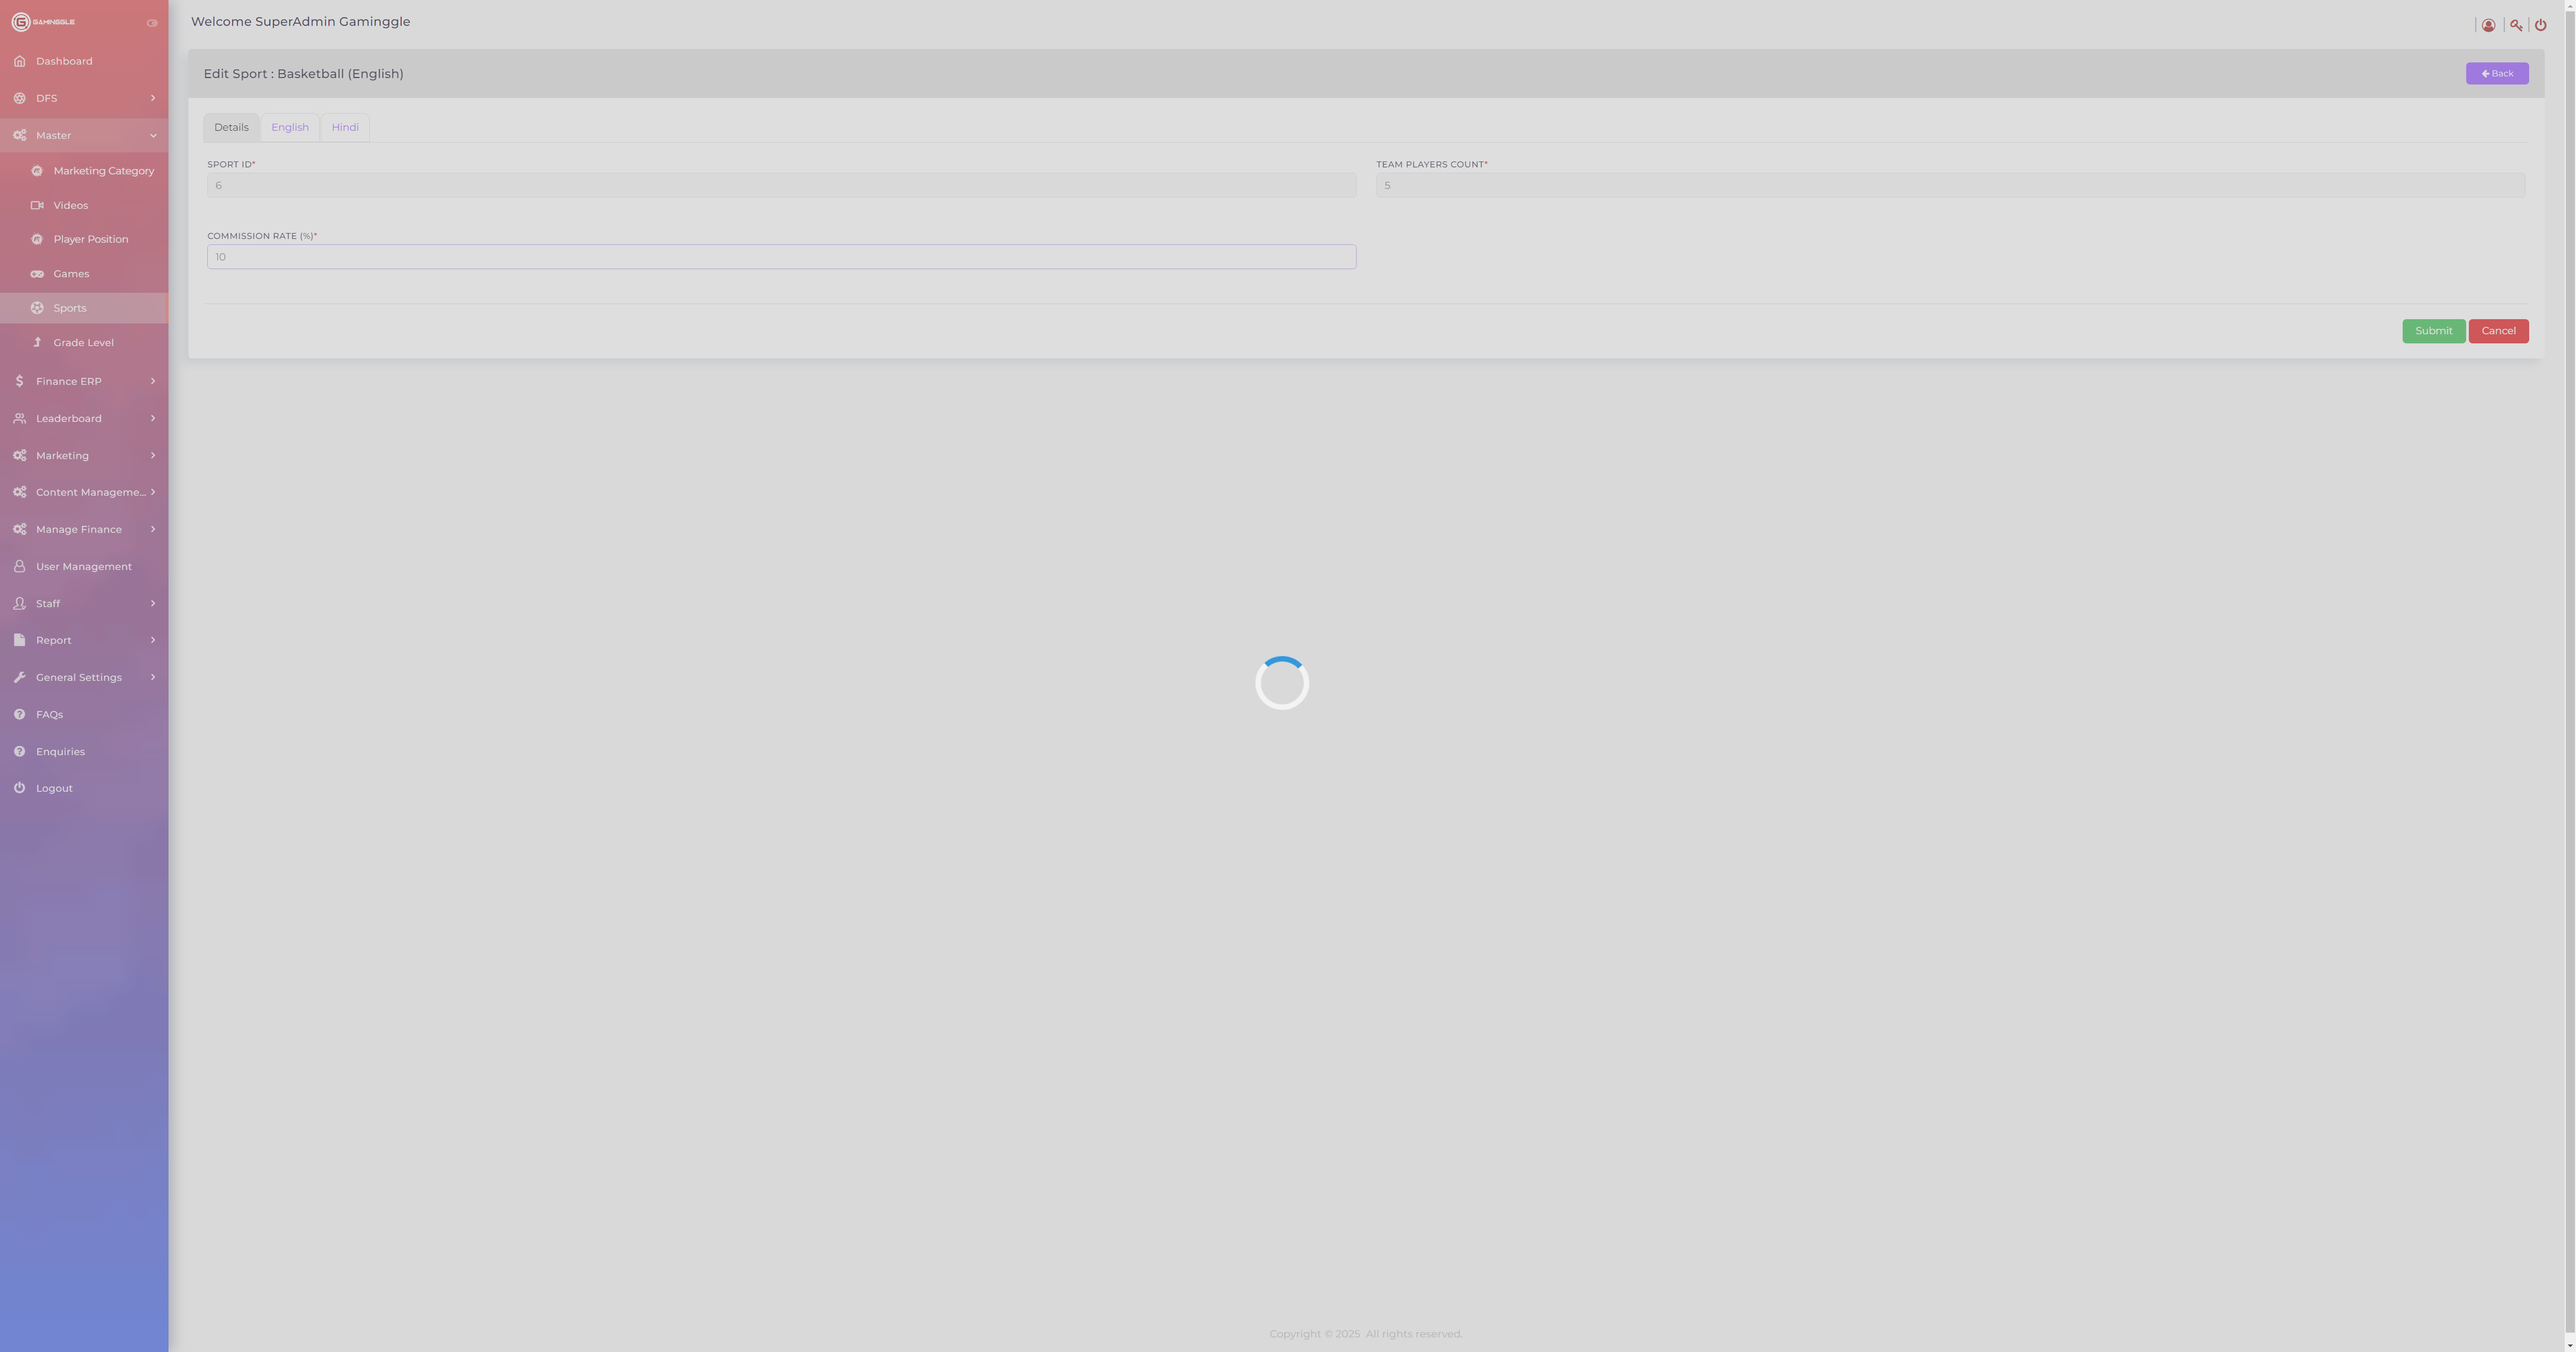 GAMINGGLE
Welcome SuperAdmin Gaminggle
Dashboard
DFS
Master
Marketing Category
Videos
Player Position
Games
Sports
Grade Level
Finance ERP
Leaderboard
Marketing
Content Manageme...
Manage Finance
User Management
Staff
Report
General Settings
FAQs
Enquiries
Logout
Edit Sport : Basketball (English)
Back
Details English Hindi
SPORT ID* TEAM PLAYERS COUNT*
6 5
COMMISSION RATE (%)*
10
Submit Cancel
Copyright © 2025 All rights reserved.